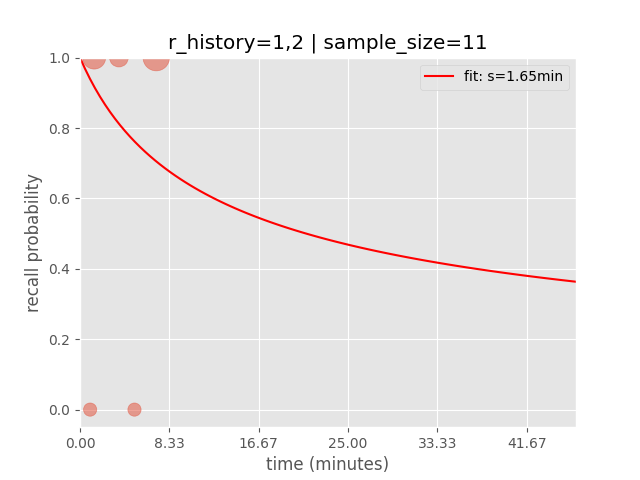 r_history=1,2 | sample_size=11
fit: s=1.65min
recall probability
1.0
0.8
0.6
0.4
0.2
0.0
0.00 8.33 16.67 25.00 33.33 41.67
time (minutes)